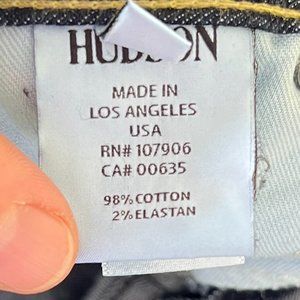 HUDSON
MADE IN
LOS ANGELES
USA
RN# 107906
CA# 00635
98% COTTON
2% ELASTAN